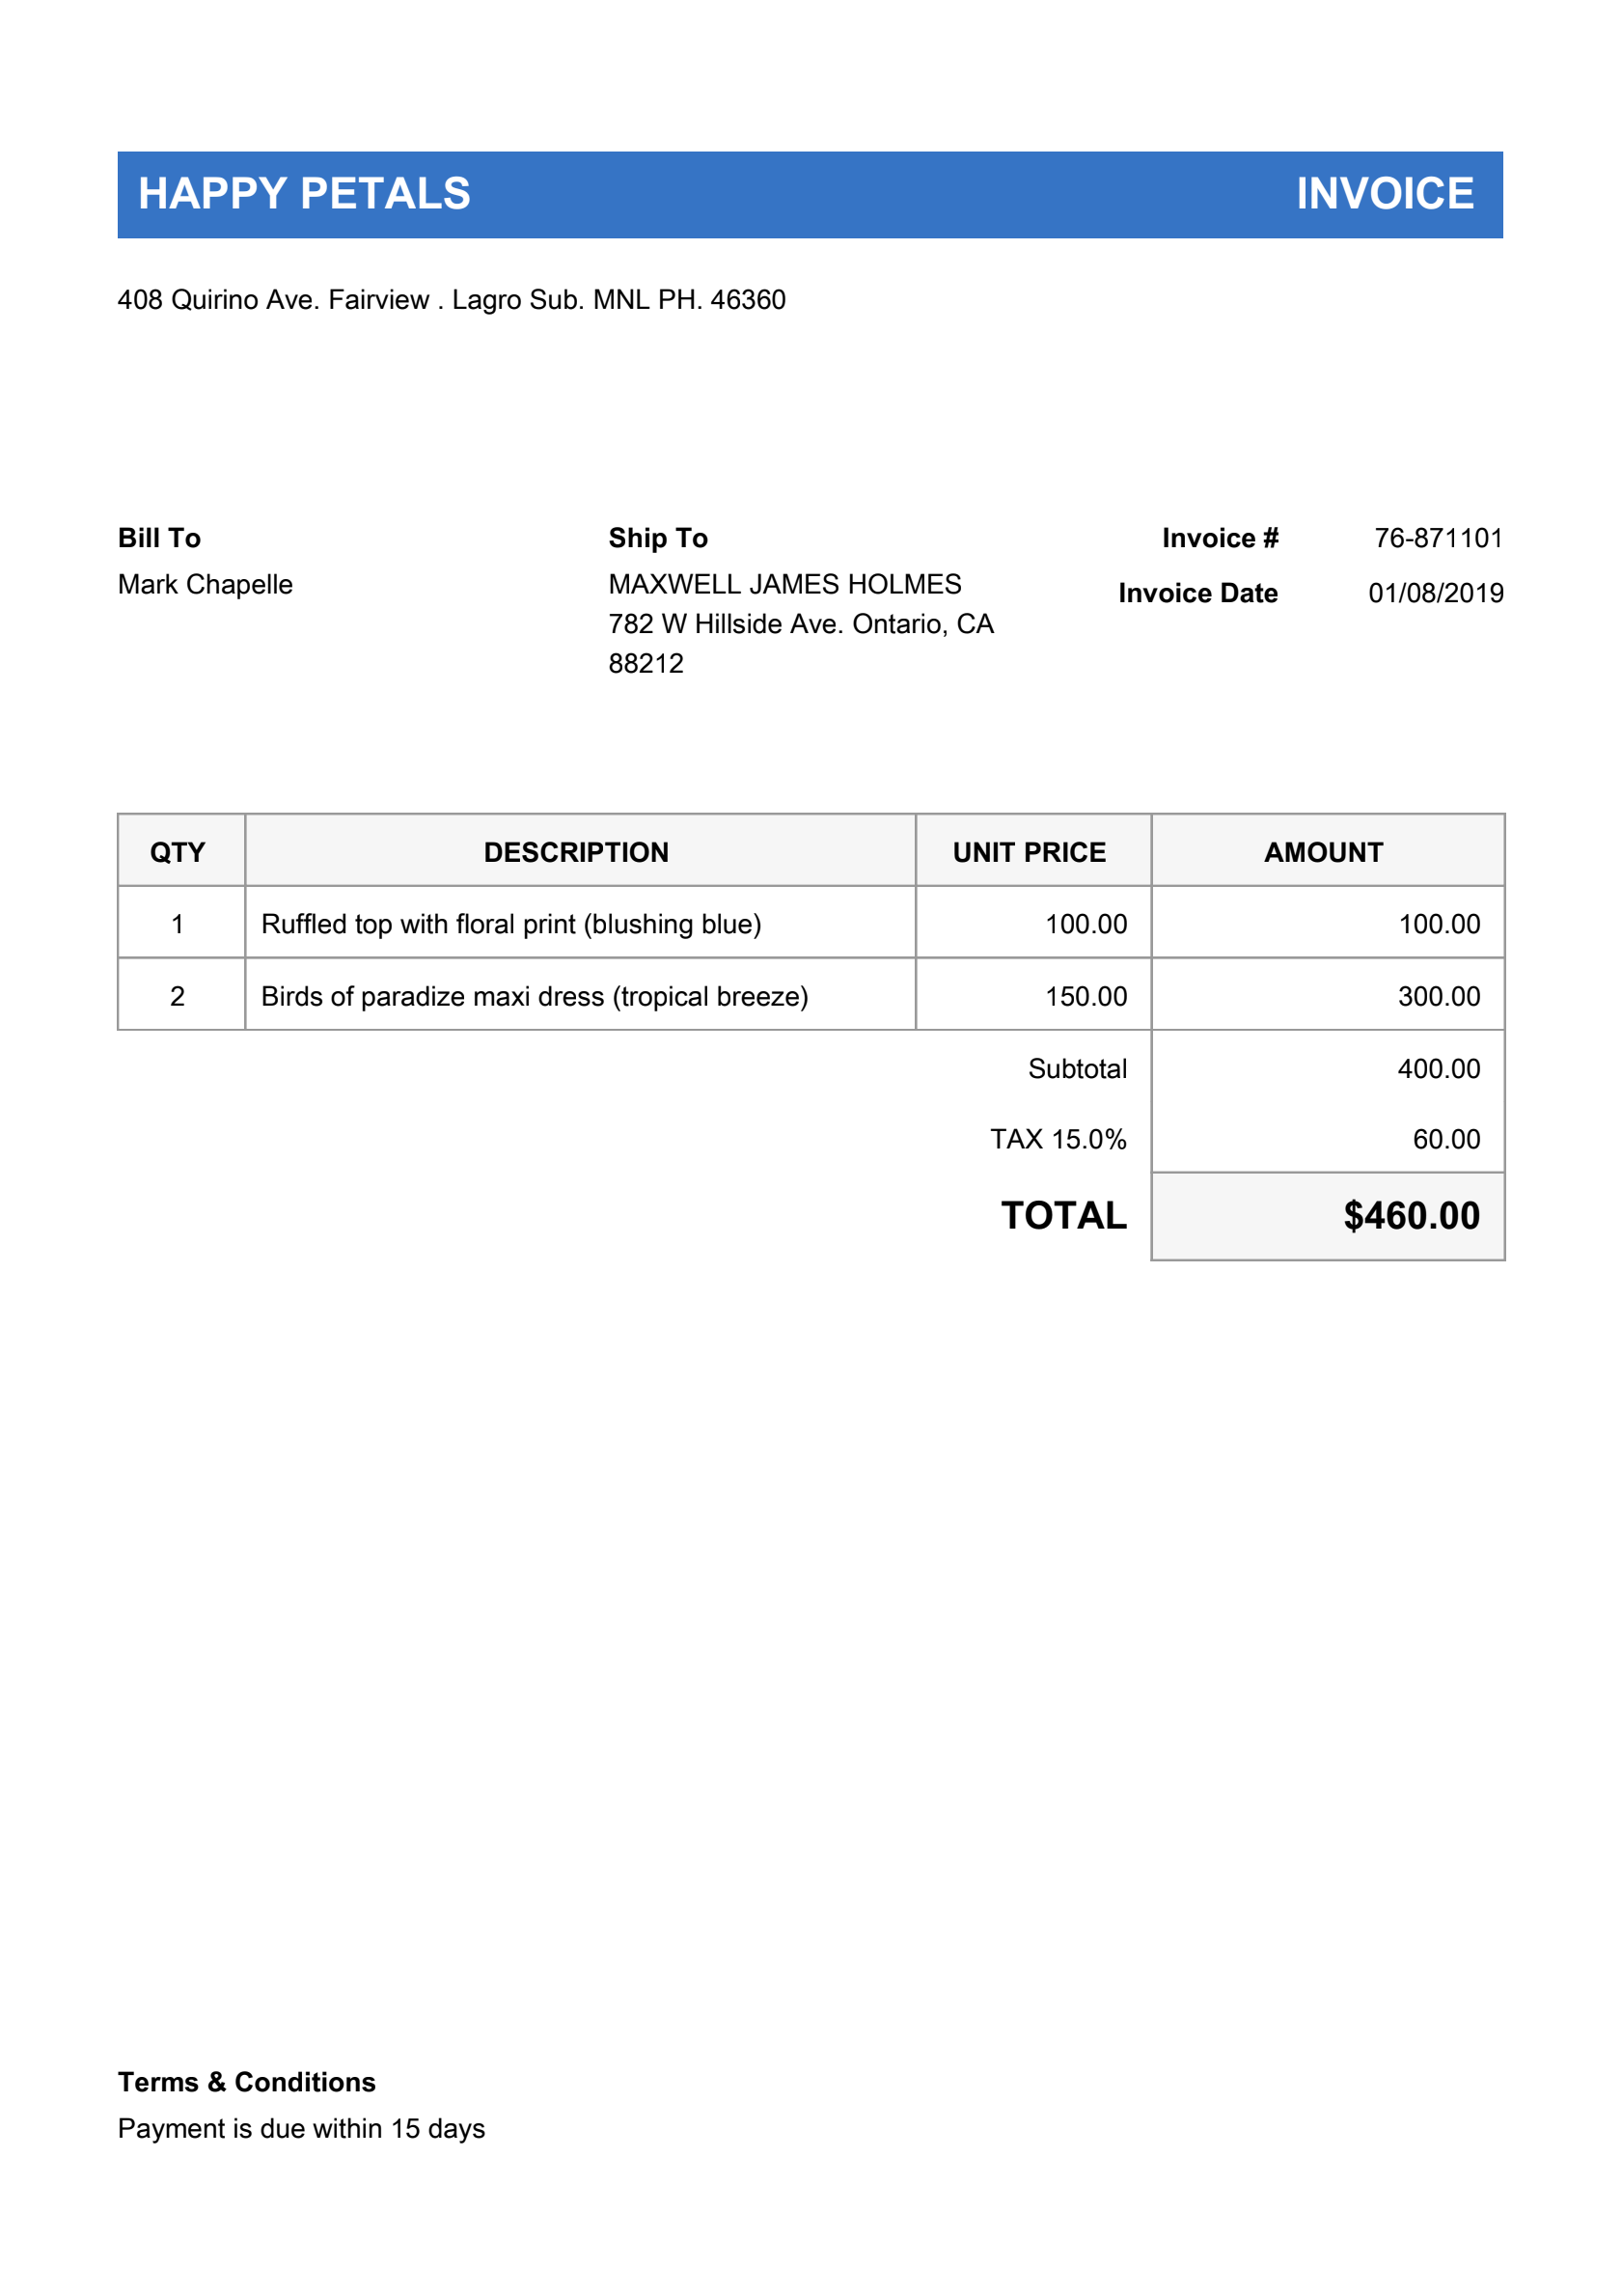 HAPPY PETALS INVOICE
408 Quirino Ave. Fairview . Lagro Sub. MNL PH. 46360
Bill To
Mark Chapelle
Ship To
MAXWELL JAMES HOLMES
782 W Hillside Ave. Ontario, CA
88212
Invoice # 76-871101
Invoice Date 01/08/2019
QTY DESCRIPTION UNIT PRICE AMOUNT
1 Ruffled top with floral print (blushing blue) 100.00 100.00
2 Birds of paradize maxi dress (tropical breeze) 150.00 300.00
Subtotal 400.00
TAX 15.0% 60.00
TOTAL $460.00
Terms & Conditions
Payment is due within 15 days